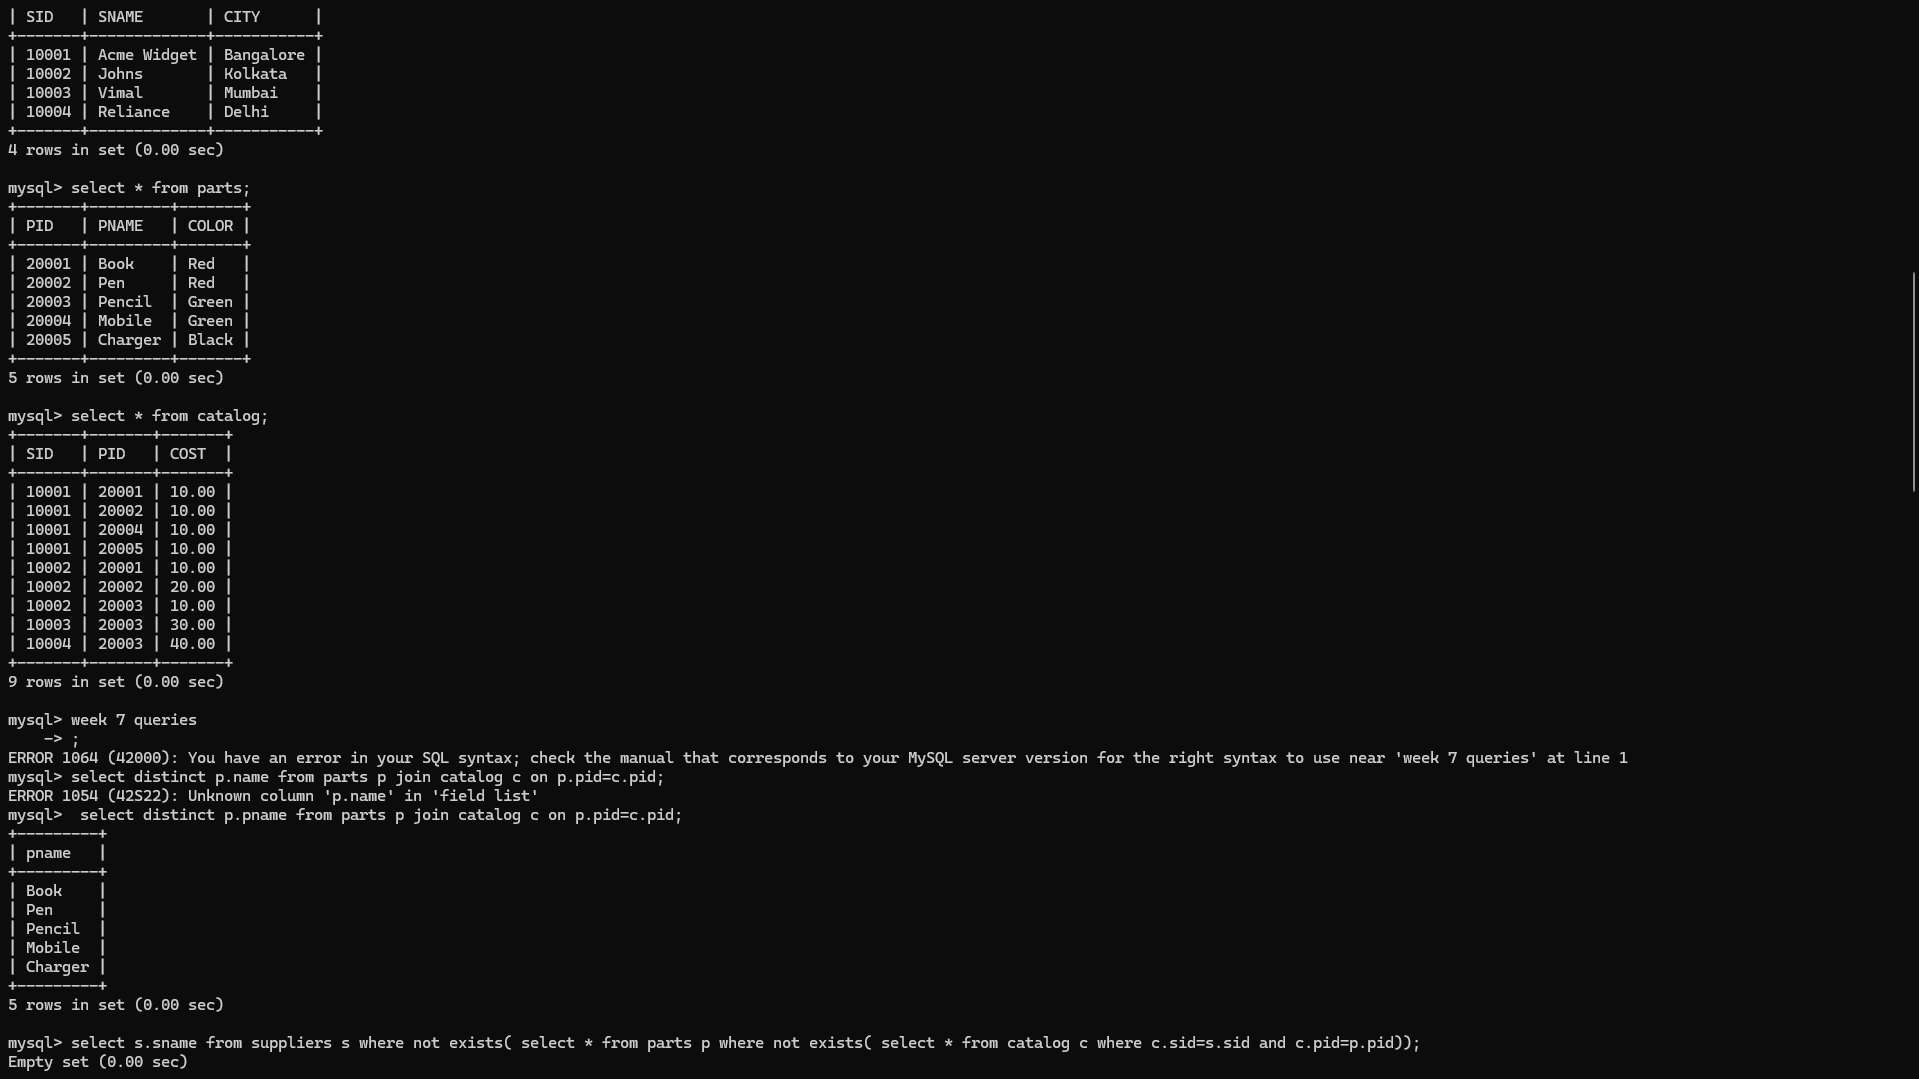 | SID   | SNAME       | CITY      |
+-------+-------------+-----------+
| 10001 | Acme Widget | Bangalore |
| 10002 | Johns       | Kolkata   |
| 10003 | Vimal       | Mumbai    |
| 10004 | Reliance    | Delhi     |
+-------+-------------+-----------+
4 rows in set (0.00 sec)

mysql> select * from parts;
+-------+---------+-------+
| PID   | PNAME   | COLOR |
+-------+---------+-------+
| 20001 | Book    | Red   |
| 20002 | Pen     | Red   |
| 20003 | Pencil  | Green |
| 20004 | Mobile  | Green |
| 20005 | Charger | Black |
+-------+---------+-------+
5 rows in set (0.00 sec)

mysql> select * from catalog;
+-------+-------+-------+
| SID   | PID   | COST  |
+-------+-------+-------+
| 10001 | 20001 | 10.00 |
| 10001 | 20002 | 10.00 |
| 10001 | 20004 | 10.00 |
| 10001 | 20005 | 10.00 |
| 10002 | 20001 | 10.00 |
| 10002 | 20002 | 20.00 |
| 10002 | 20003 | 10.00 |
| 10003 | 20003 | 30.00 |
| 10004 | 20003 | 40.00 |
+-------+-------+-------+
9 rows in set (0.00 sec)

mysql> week 7 queries
    -> ;
ERROR 1064 (42000): You have an error in your SQL syntax; check the manual that corresponds to your MySQL server version for the right syntax to use near 'week 7 queries' at line 1
mysql> select distinct p.name from parts p join catalog c on p.pid=c.pid;
ERROR 1054 (42S22): Unknown column 'p.name' in 'field list'
mysql>  select distinct p.pname from parts p join catalog c on p.pid=c.pid;
+---------+
| pname   |
+---------+
| Book    |
| Pen     |
| Pencil  |
| Mobile  |
| Charger |
+---------+
5 rows in set (0.00 sec)

mysql> select s.sname from suppliers s where not exists( select * from parts p where not exists( select * from catalog c where c.sid=s.sid and c.pid=p.pid));
Empty set (0.00 sec)